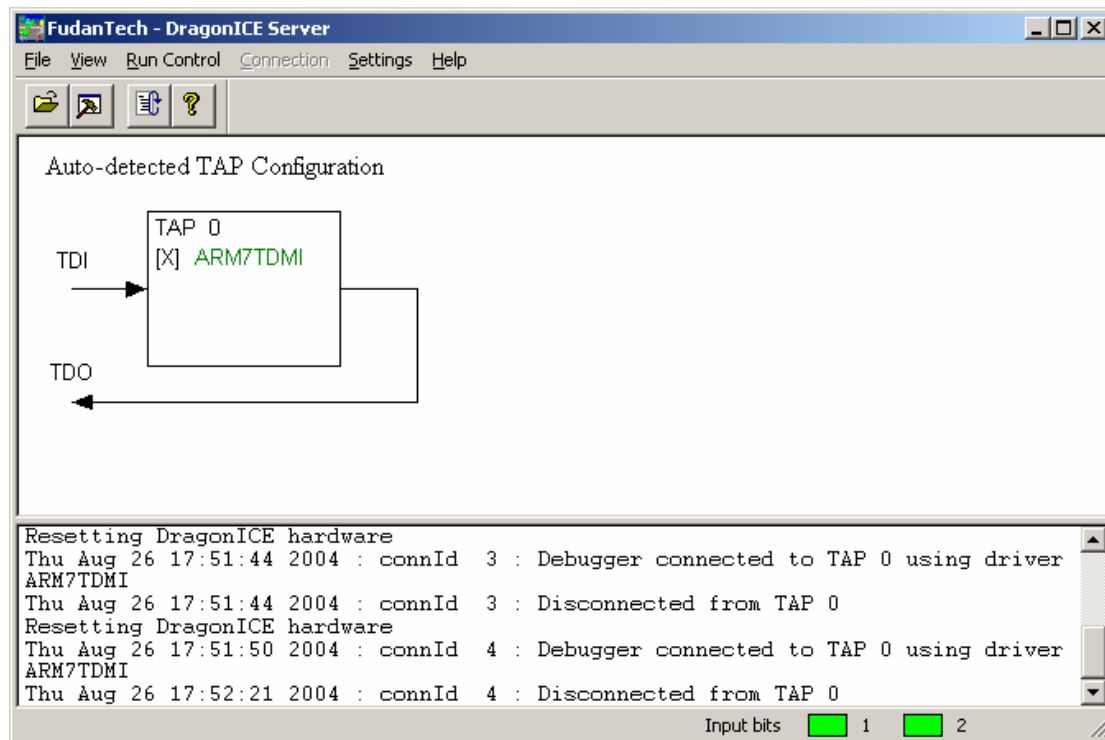 FudanTech - DragonICE Server
File View Run Control Connection Settings Help
Auto-detected TAP Configuration
TAP 0
[X] ARM7TDMI
TDI
TDO
Resetting DragonICE hardware
Thu Aug 26 17:51:44 2004 : connId 3 : Debugger connected to TAP 0 using driver
ARM7TDMI
Thu Aug 26 17:51:44 2004 : connId 3 : Disconnected from TAP 0
Resetting DragonICE hardware
Thu Aug 26 17:51:50 2004 : connId 4 : Debugger connected to TAP 0 using driver
ARM7TDMI
Thu Aug 26 17:52:21 2004 : connId 4 : Disconnected from TAP 0
Input bits 1 2